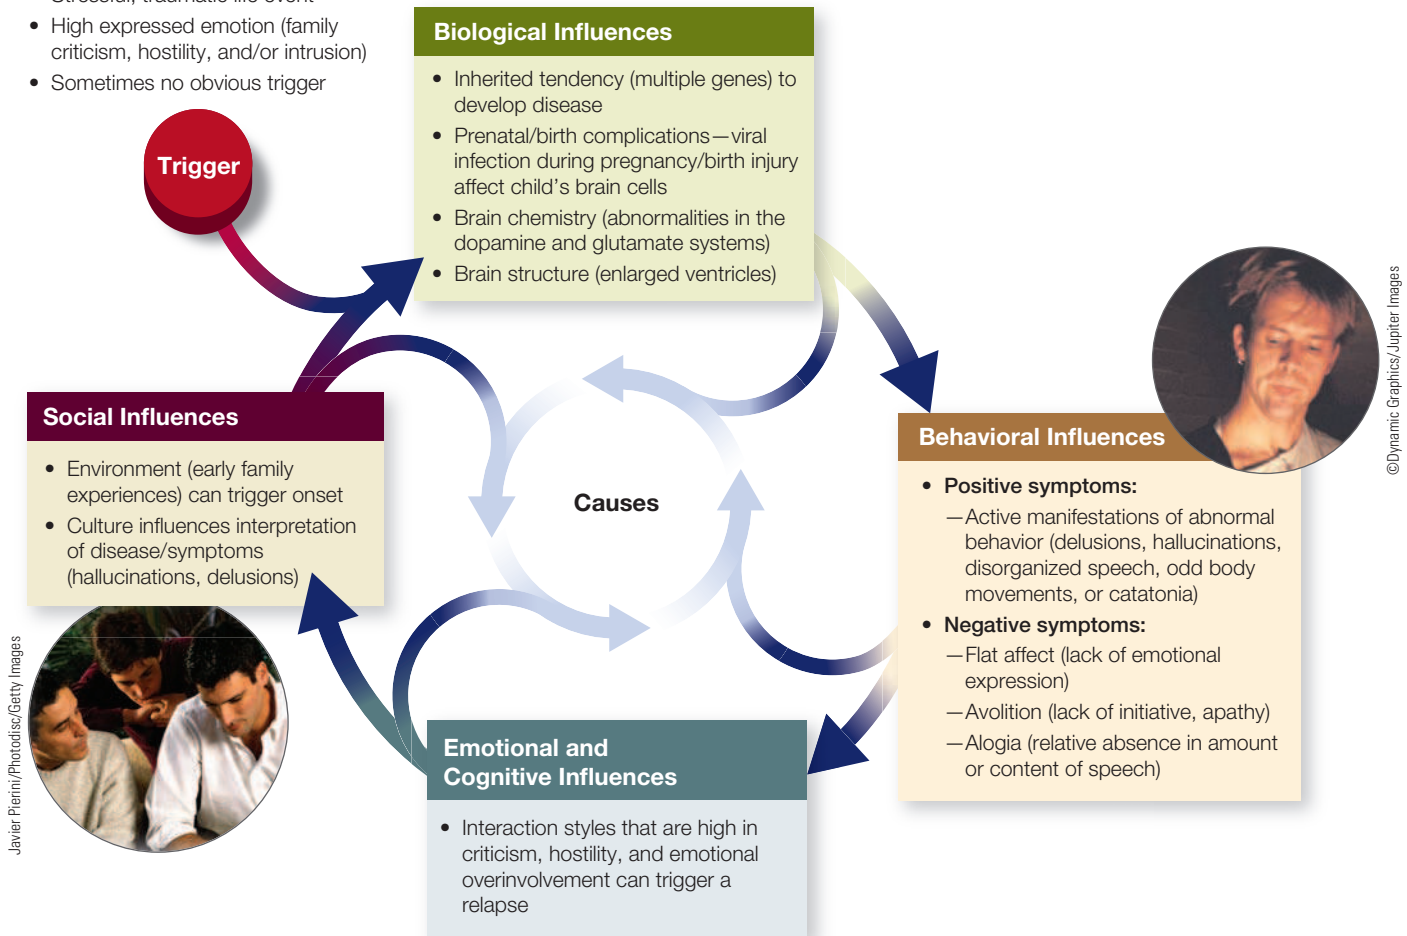 • Stressful, traumatic life event
• High expressed emotion (family
criticism, hostility, and/or intrusion)
• Sometimes no obvious trigger
Trigger
Biological Influences
• Inherited tendency (multiple genes) to
develop disease
• Prenatal/birth complications—viral
infection during pregnancy/birth injury
affect child's brain cells
• Brain chemistry (abnormalities in the
dopamine and glutamate systems)
• Brain structure (enlarged ventricles)
Social Influences
• Environment (early family
experiences) can trigger onset
• Culture influences interpretation
of disease/symptoms
(hallucinations, delusions)
Causes
Behavioral Influences
• Positive symptoms:
—Active manifestations of abnormal
behavior (delusions, hallucinations,
disorganized speech, odd body
movements, or catatonia)
• Negative symptoms:
—Flat affect (lack of emotional
expression)
—Avolition (lack of initiative, apathy)
—Alogia (relative absence in amount
or content of speech)
Emotional and
Cognitive Influences
• Interaction styles that are high in
criticism, hostility, and emotional
overinvolvement can trigger a
relapse
Javier Pierini/Photodisc/Getty Images
©Dynamic Graphics/Jupiter Images